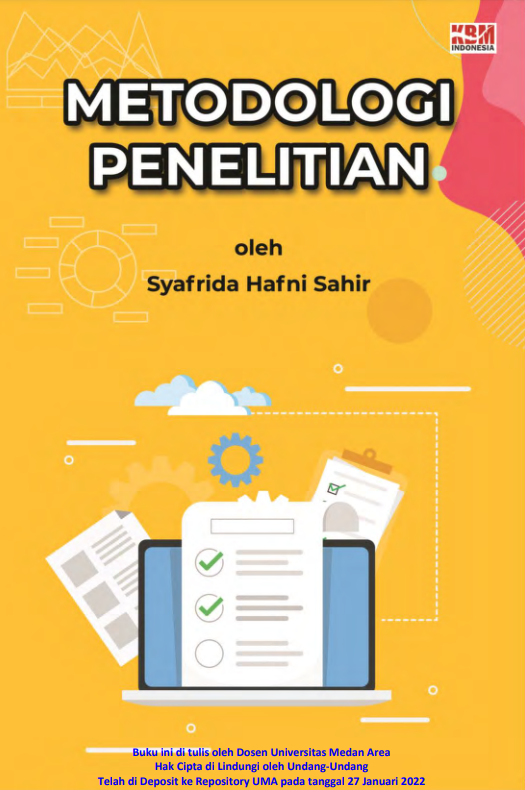 KBM
INDONESIA
METODOLOGI
PENELITIAN
oleh
Syafrida Hafni Sahir
Buku ini di tulis oleh Dosen Universitas Medan Area
Hak Cipta di Lindungi oleh Undang-Undang
Telah di Deposit ke Repository UMA pada tanggal 27 Januari 2022